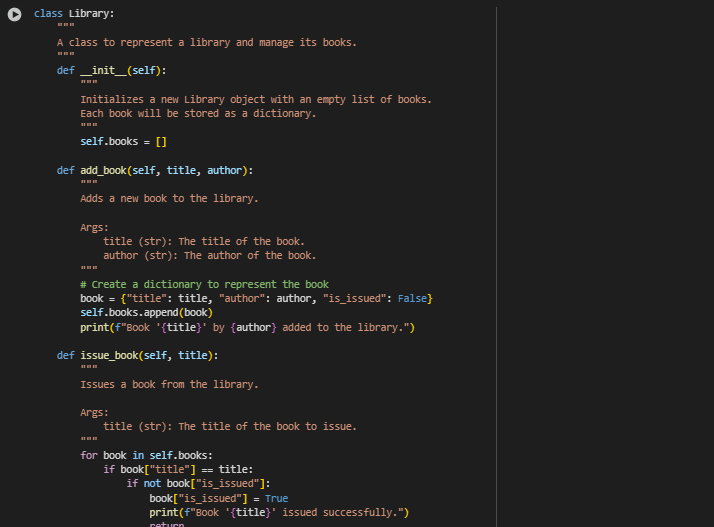 class Library:
    """
    A class to represent a library and manage its books.
    """
    def __init__(self):
        """
        Initializes a new Library object with an empty list of books.
        Each book will be stored as a dictionary.
        """
        self.books = []

    def add_book(self, title, author):
        """
        Adds a new book to the library.

        Args:
            title (str): The title of the book.
            author (str): The author of the book.
        """
        # Create a dictionary to represent the book
        book = {"title": title, "author": author, "is_issued": False}
        self.books.append(book)
        print(f"Book '{title}' by {author} added to the library.")

    def issue_book(self, title):
        """
        Issues a book from the library.

        Args:
            title (str): The title of the book to issue.
        """
        for book in self.books:
            if book["title"] == title:
                if not book["is_issued"]:
                    book["is_issued"] = True
                    print(f"Book '{title}' issued successfully.")
                    return